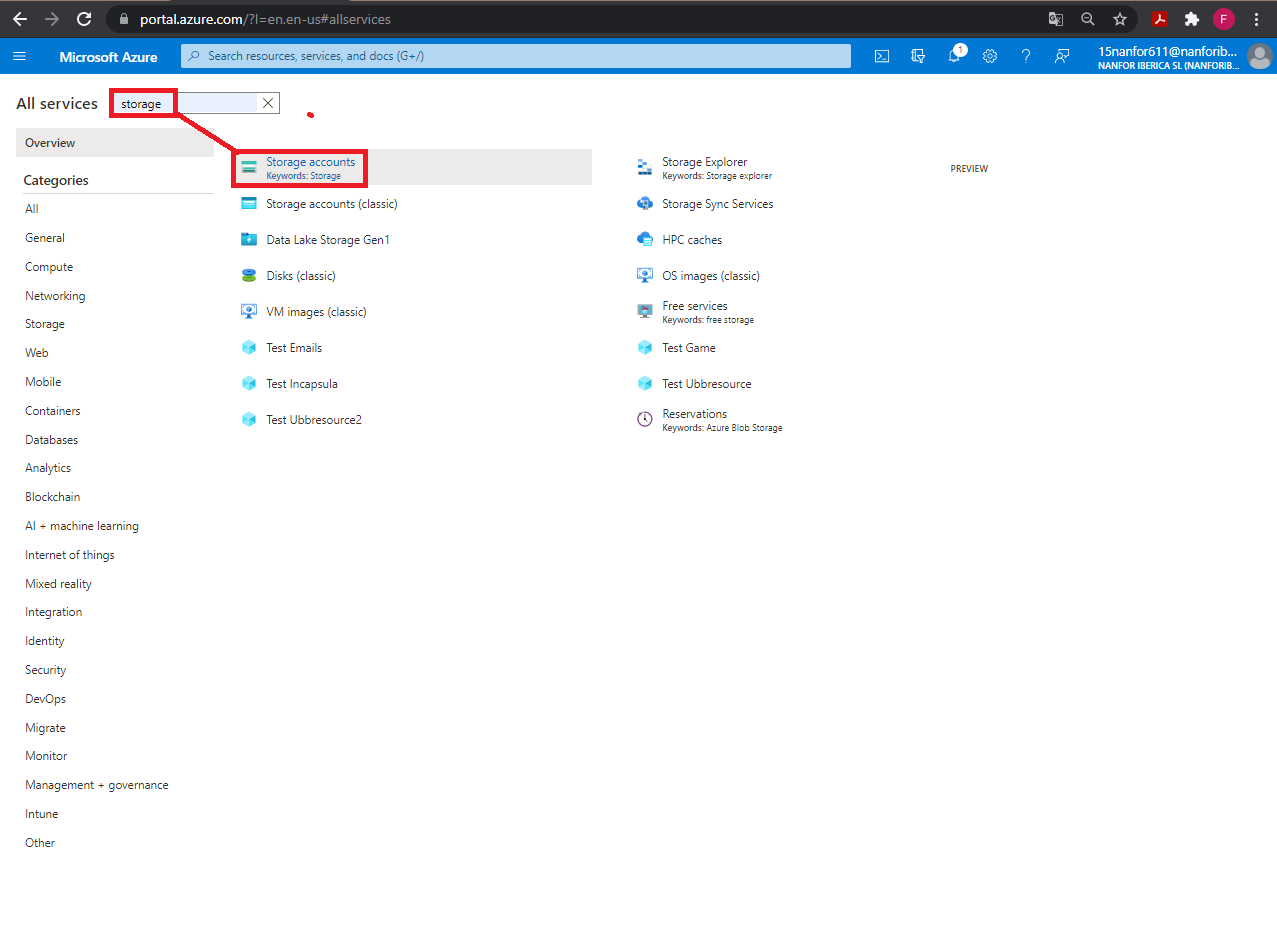 portal.azure.com/?l=en.en-us#allservices
F
Microsoft Azure
Search resources, services, and docs (G+/)
1
?
15nanfor611@nanforib...
NANFOR IBERICA SL (NANFORIB...
All services
storage
Overview
Categories
All
General
Compute
Networking
Storage
Web
Mobile
Containers
Databases
Analytics
Blockchain
AI + machine learning
Internet of things
Mixed reality
Integration
Identity
Security
DevOps
Migrate
Monitor
Management + governance
Intune
Other
Storage accounts
Keywords: Storage
Storage accounts (classic)
Data Lake Storage Gen1
Disks (classic)
VM images (classic)
Test Emails
Test Incapsula
Test Ubbresource2
Storage Explorer
Keywords: Storage explorer
PREVIEW
Storage Sync Services
HPC caches
OS images (classic)
Free services
Keywords: free storage
Test Game
Test Ubbresource
Reservations
Keywords: Azure Blob Storage